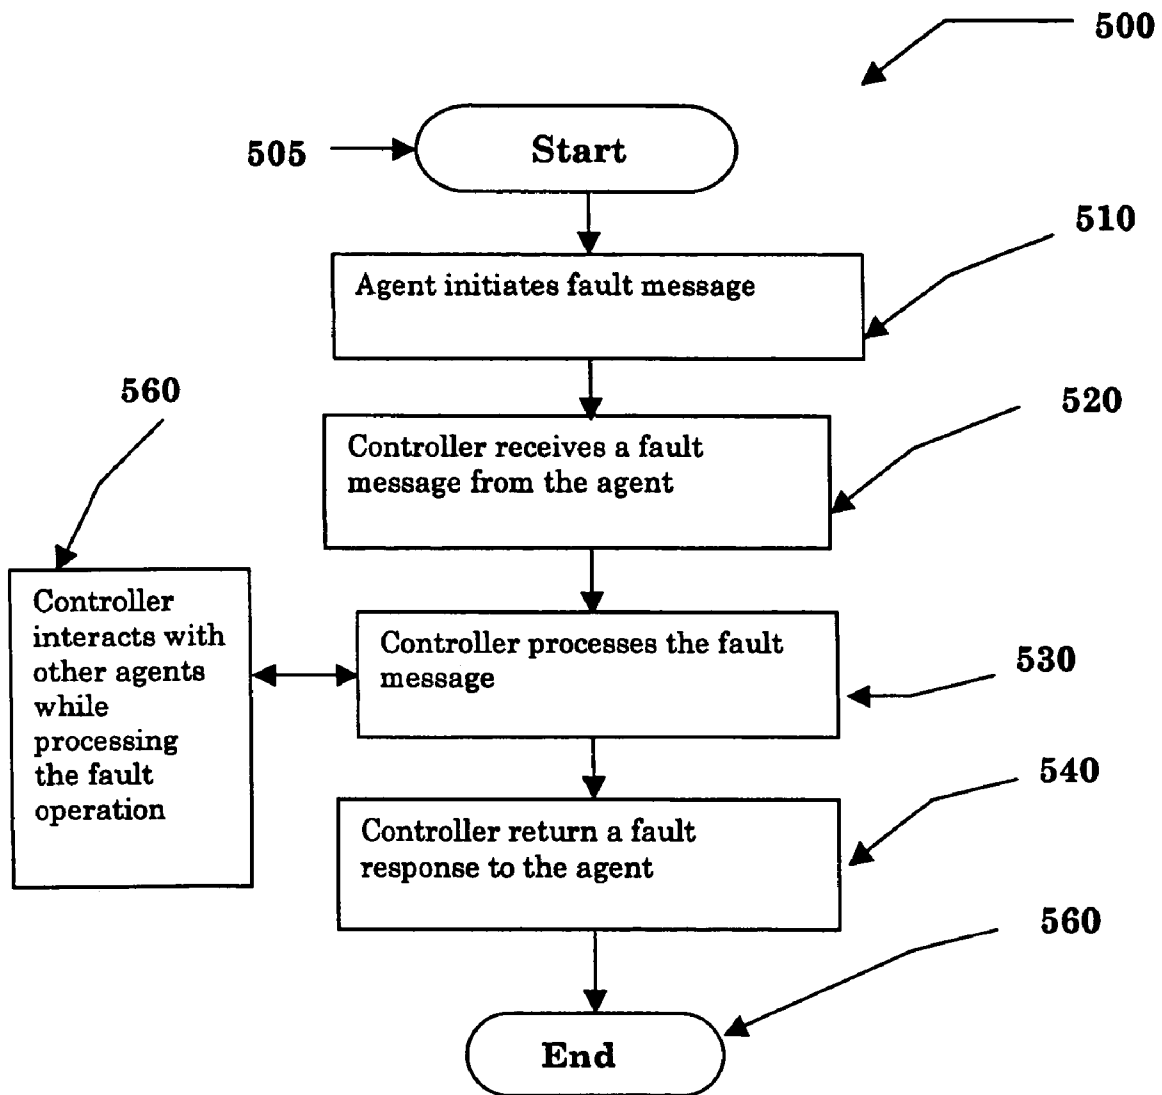 500
505
Start
510
Agent initiates fault message
560
520
Controller receives a fault
message from the agent
Controller
interacts with
other agents
while
processing
the fault
operation
Controller processes the fault
message
530
540
Controller return a fault
response to the agent
560
End